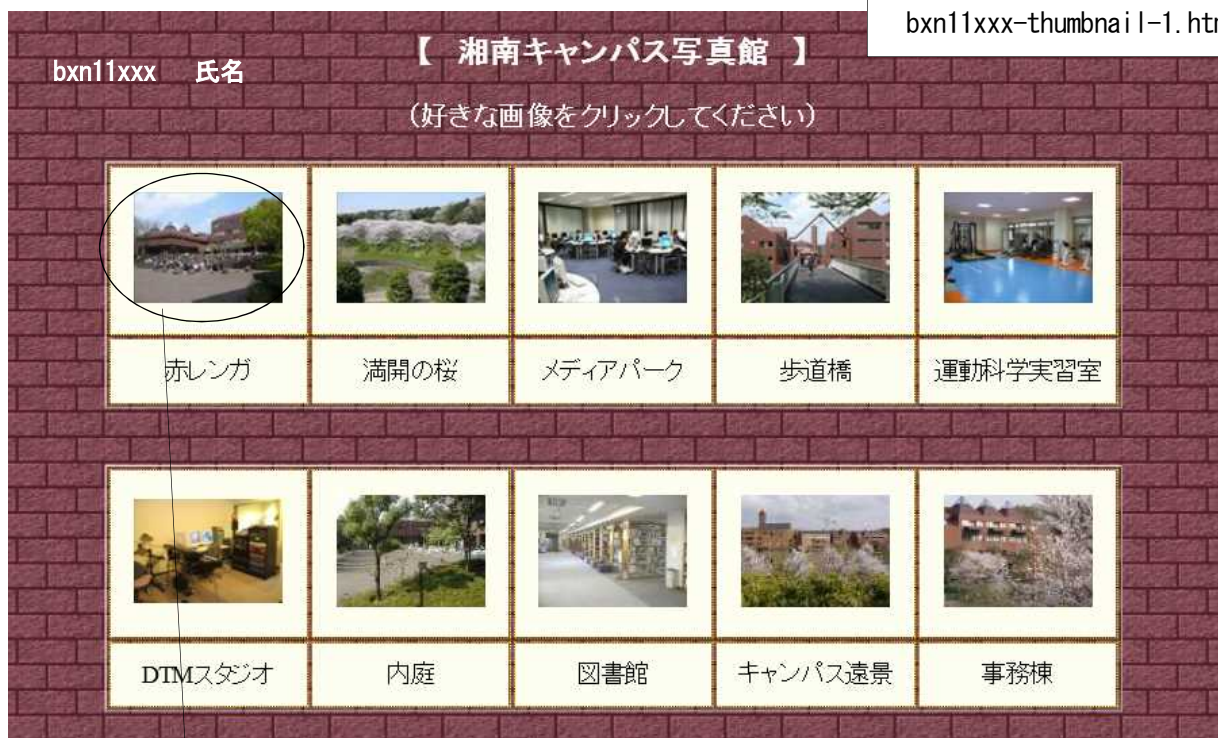 bxn11xxx-thumbnail-1.htm
【 湘南キャンパス写真館 】
bxn11xxx 氏名
(好きな画像をクリックしてください)
赤レンガ 満開の桜 メディアパーク 歩道橋 運動科学実習室
DTMスタジオ 内庭 図書館 キャンパス遠景 事務棟